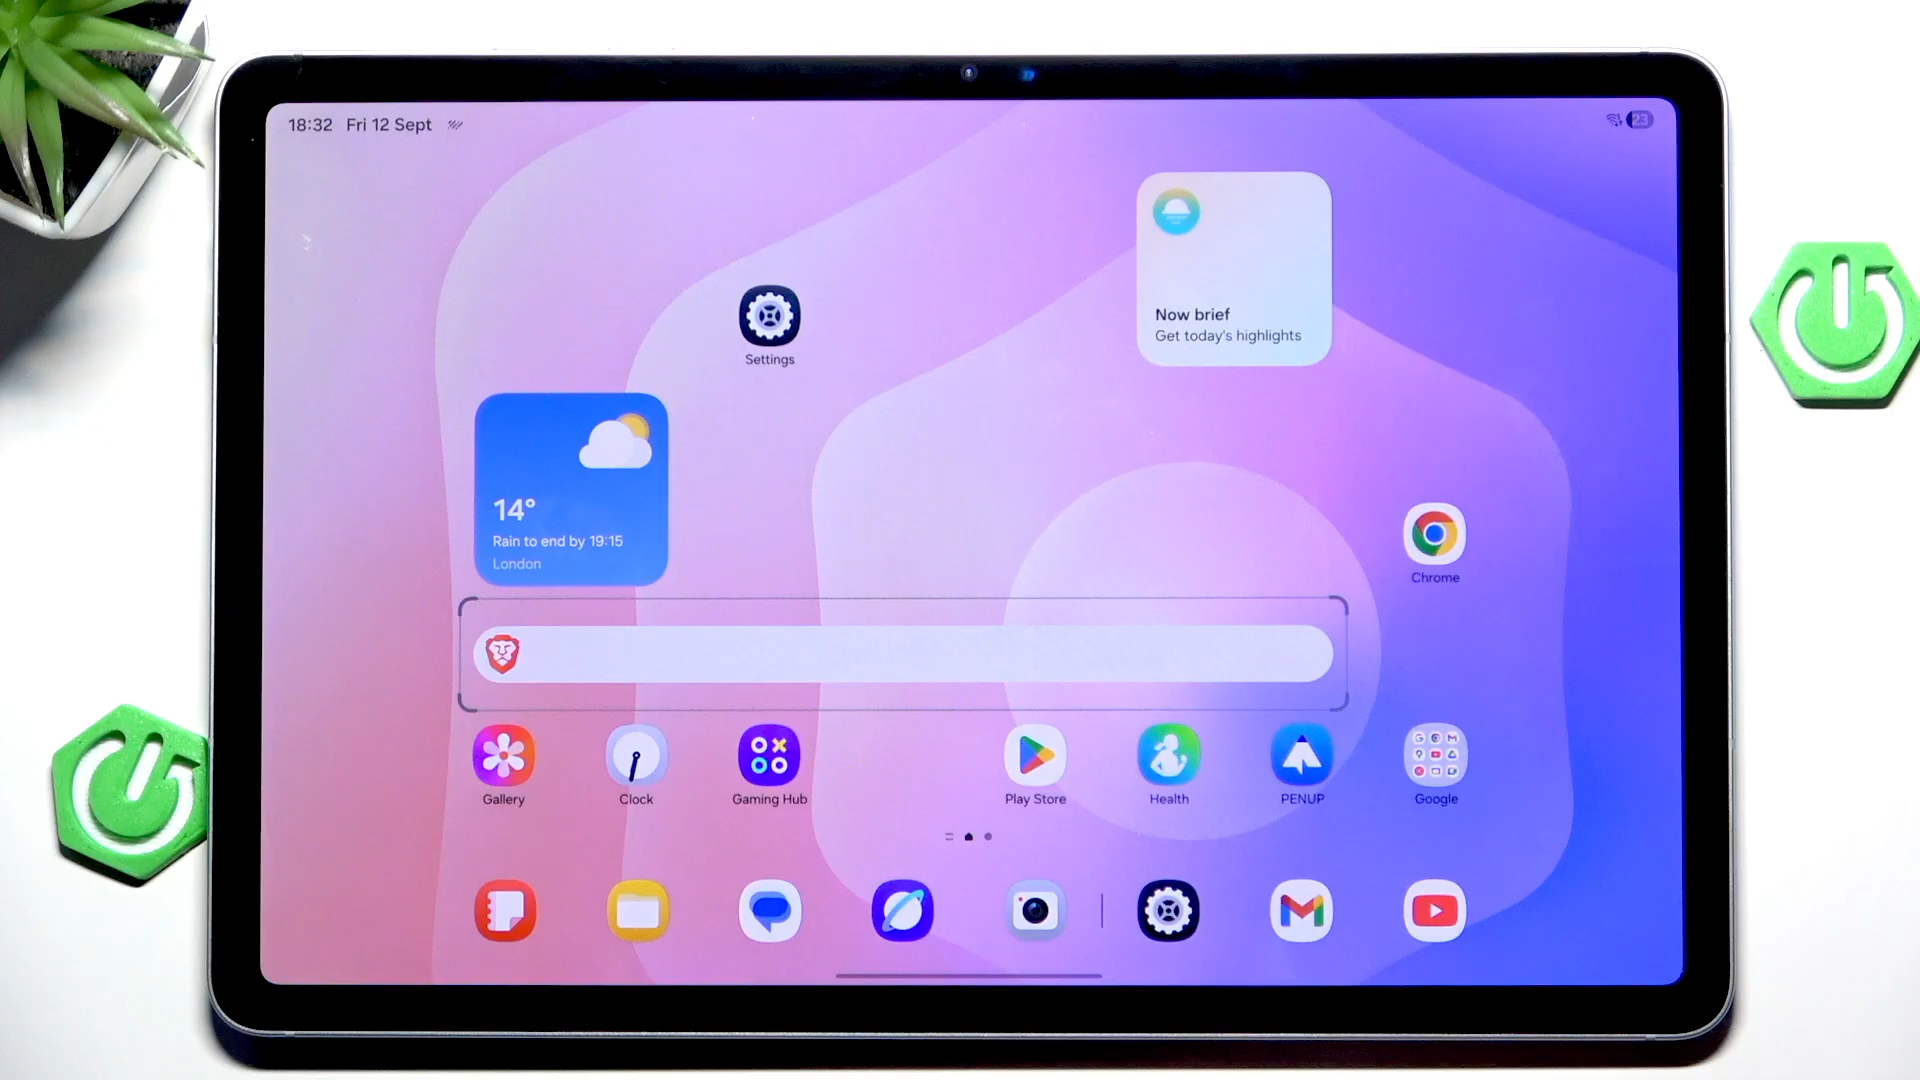 18:32 Fri 12 Sept
23
Now brief
Get today's highlights
Settings
14°
Rain to end by 19:15
London
Chrome
Gallery
Clock
Gaming Hub
Play Store
Health
PENUP
Google